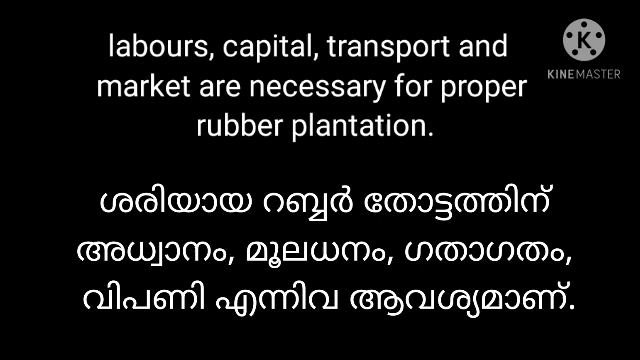 labours, capital, transport and
market are necessary for proper
rubber plantation.
KINEMASTER
ശരിയായ റബ്ബർ തോട്ടത്തിന്
അധ്വാനം, മൂലധനം, ഗതാഗതം,
വിപണി എന്നിവ ആവശ്യമാണ്.